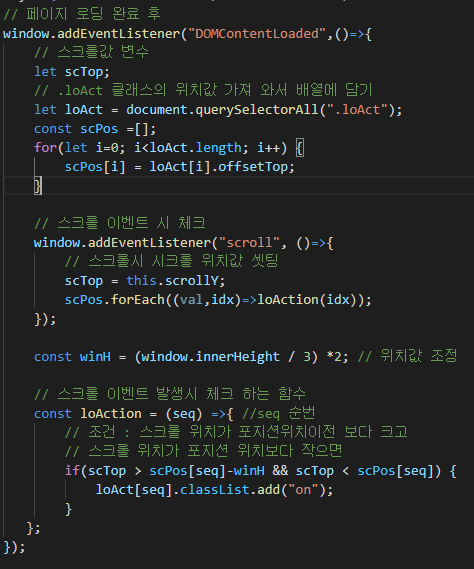 // 페이지 로딩 완료 후
window.addEventListener("DOMContentLoaded",()=>{
// 스크롤값 변수
let scTop;
// .loAct 클래스의 위치값 가져 와서 배열에 담기
let loAct = document.querySelectorAll(".loAct");
const scPos =[];
for(let i=0; i<loAct.length; i++) {
scPos[i] = loAct[i].offsetTop;
}
// 스크롤 이벤트 시 체크
window.addEventListener("scroll", ()=>{
// 스크롤시 시크롤 위치값 셋팅
scTop = this.scrollY;
scPos.forEach((val,idx)=>loAction(idx));
});
const winH = (window.innerHeight / 3) *2; // 위치값 조정
// 스크롤 이벤트 발생시 체크 하는 함수
const loAction = (seq) =>{ //seq 순번
// 조건 : 스크롤 위치가 포지션위치이전 보다 크고
// 스크롤 위치가 포지션 위치보다 작으면
if(scTop > scPos[seq]-winH && scTop < scPos[seq]) {
loAct[seq].classList.add("on");
}
};
});